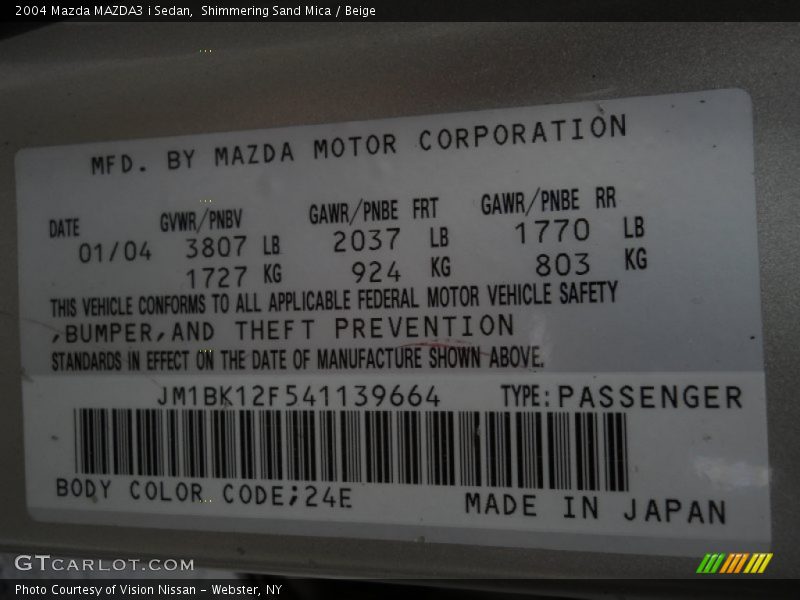 2004 Mazda MAZDA3 i Sedan,  Shimmering Sand Mica / Beige
MFD. BY MAZDA MOTOR CORPORATION
DATE GVWR/PNBV GAWR/PNBE FRT GAWR/PNBE RR
01/04 3807 LB 2037 LB 1770 LB
1727 KG 924 KG 803 KG
THIS VEHICLE CONFORMS TO ALL APPLICABLE FEDERAL MOTOR VEHICLE SAFETY
,BUMPER,AND THEFT PREVENTION
STANDARDS IN EFFECT ON THE DATE OF MANUFACTURE SHOWN ABOVE.
JM1BK12F541139664 TYPE:PASSENGER
BODY COLOR CODE;24E MADE IN JAPAN
GTCARLOT.COM
Photo Courtesy of Vision Nissan - Webster, NY